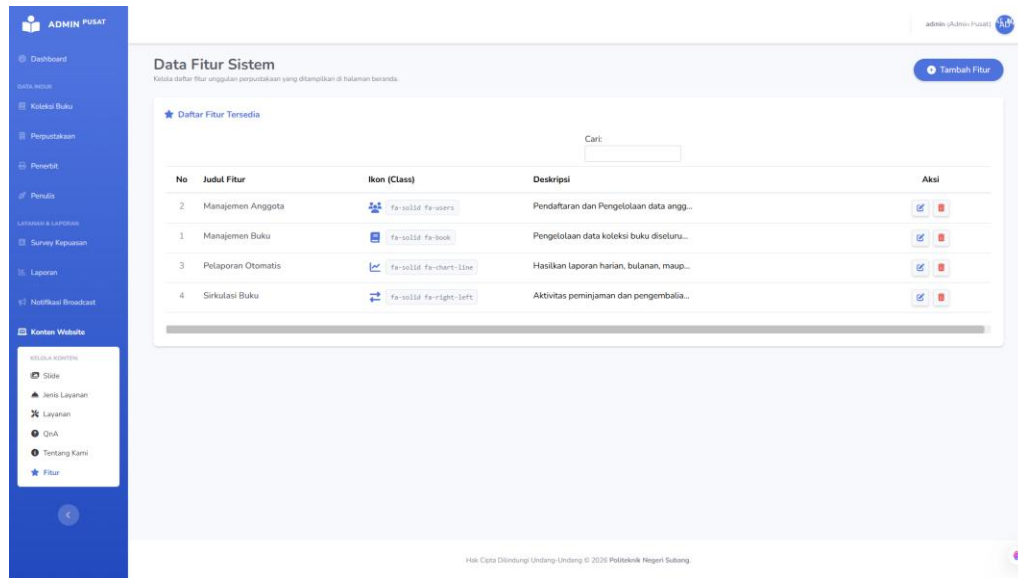 ADMIN PUSAT
admin (Admin Pusat)
Dashboard
DATA INDUK
Koleksi Buku
Perpustakaan
Penerbit
Penulis
LAYANAN & LAPORAN
Survey Kepuasan
Laporan
Notifikasi Broadcast
Konten Website
KELOLA KONTEN:
Slide
Jenis Layanan
Layanan
QnA
Tentang Kami
Fitur
Data Fitur Sistem
Kelola daftar fitur unggulan perpustakaan yang ditampilkan di halaman beranda.
Tambah Fitur
Daftar Fitur Tersedia
Cari:
No Judul Fitur Ikon (Class) Deskripsi Aksi
2 Manajemen Anggota fa-solid fa-users Pendaftaran dan Pengelolaan data angg...
1 Manajemen Buku fa-solid fa-book Pengelolaan data koleksi buku diseluru...
3 Pelaporan Otomatis fa-solid fa-chart-line Hasilkan laporan harian, bulanan, maup...
4 Sirkulasi Buku fa-solid fa-right-left Aktivitas peminjaman dan pengembalia...
Hak Cipta Dilindungi Undang-Undang © 2026 Politeknik Negeri Subang.